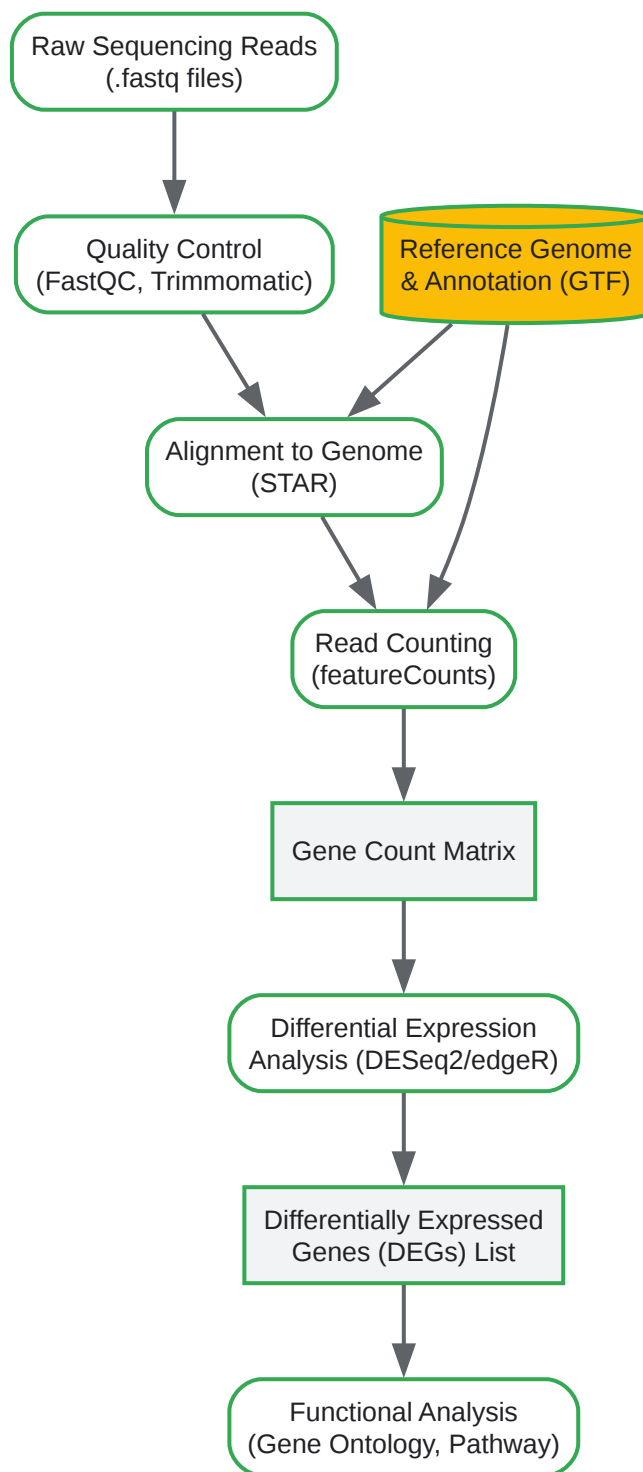 Raw Sequencing Reads
(.fastq files)
Quality Control
(FastQC, Trimmomatic)
Reference Genome
& Annotation (GTF)
Alignment to Genome
(STAR)
Read Counting
(featureCounts)
Gene Count Matrix
Differential Expression
Analysis (DESeq2/edgeR)
Differentially Expressed
Genes (DEGs) List
Functional Analysis
(Gene Ontology, Pathway)